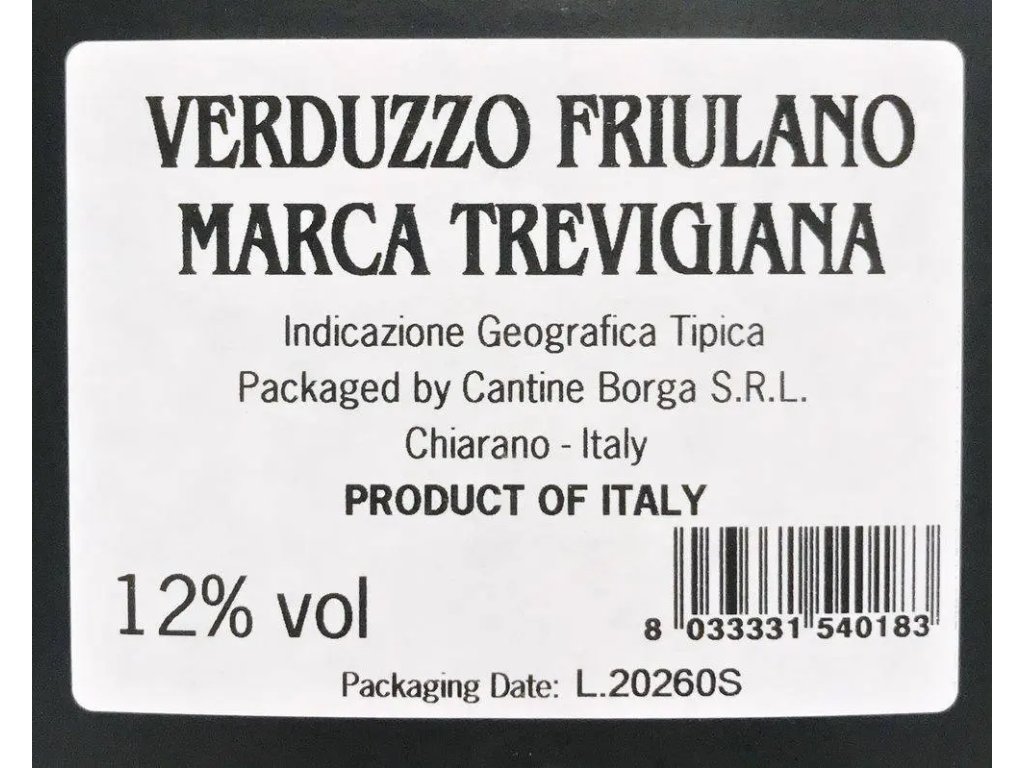 VERDUZZO FRIULANO
MARCA TREVIGIANA
Indicazione Geografica Tipica
Packaged by Cantine Borga S.R.L.
Chiarano - Italy
PRODUCT OF ITALY
12% vol
8 033331 540183
Packaging Date: L.20260S